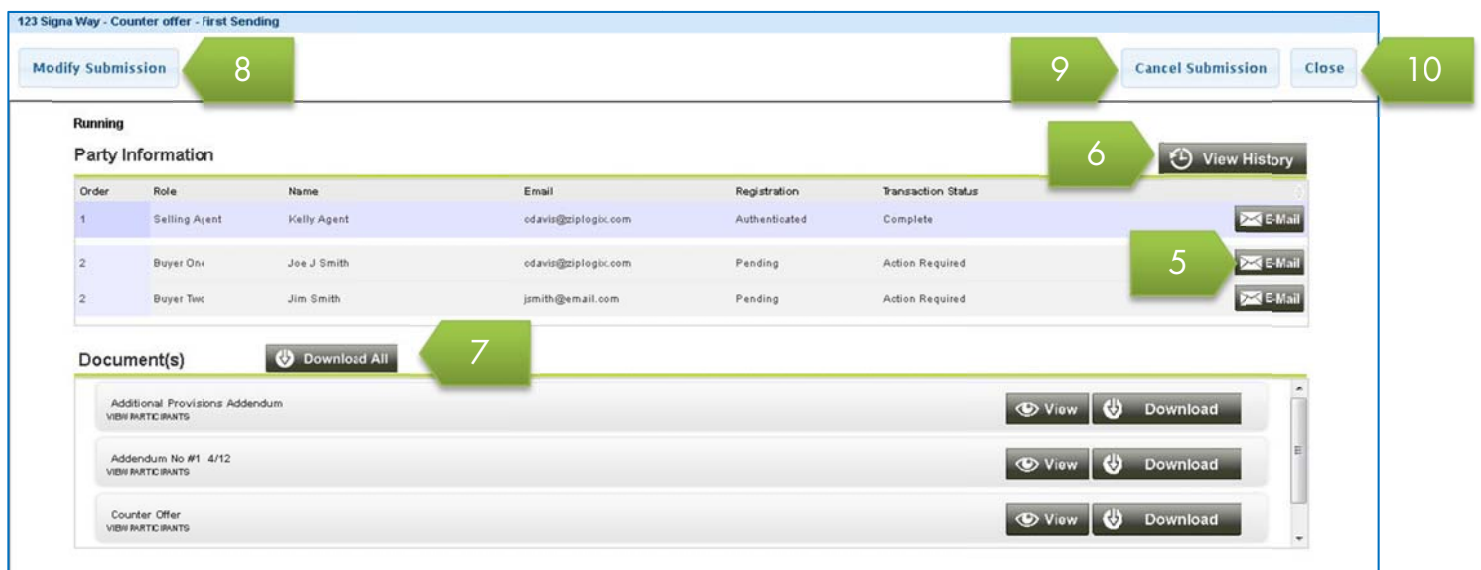 123 Signa Way - Counter offer - First Sending
Modify Submission 8 9 Cancel Submission Close 10
Running
Party Information 6 View History
Order Role Name Email Registration Transaction Status
1 Selling Agent Kelly Agent cdavis@ziplogix.com Authenticated Complete E-Mail
2 Buyer One Joe J Smith cdavis@ziplogix.com Pending Action Required 5 E-Mail
2 Buyer Two Jim Smith jsmith@email.com Pending Action Required E-Mail
Document(s) Download All 7
Additional Provisions Addendum
VIEW PARTICIPANTS View Download
Addendum No #1 4/12
VIEW PARTICIPANTS View Download
Counter Offer
VIEW PARTICIPANTS View Download